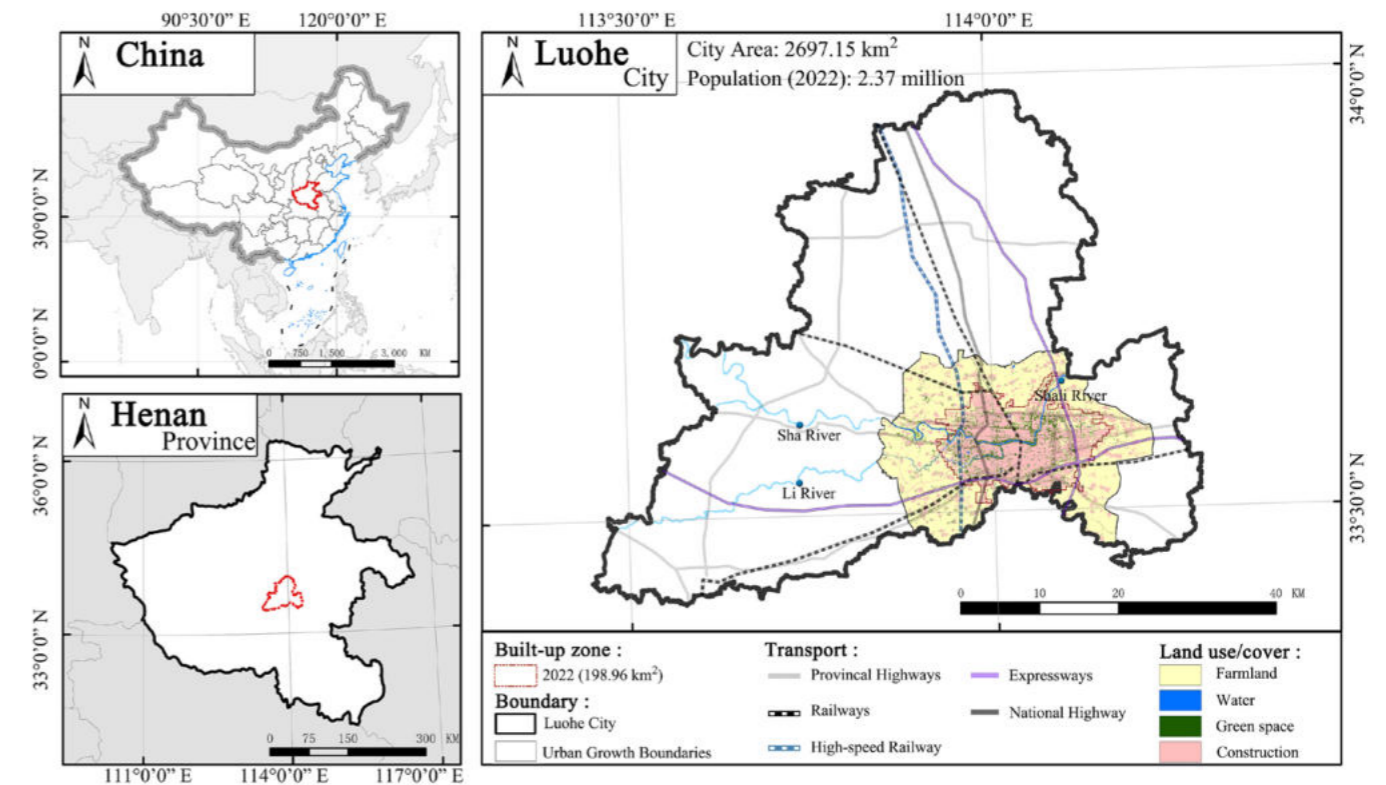 90°30'0" E 120°0'0" E
N
China
30°0'0" N
0°0'0" N
0 750 1,500 3,000 KM
N
Henan
Province
36°0'0" N
33°0'0" N
0 75 150 300 KM
111°0'0" E 114°0'0" E 117°0'0" E
113°30'0" E 114°0'0" E
N
Luohe
City
City Area: 2697.15 km²
Population (2022): 2.37 million
34°0'0" N
33°30'0" N
Shali River
Sha River
Li River
0 10 20 40 KM
Built-up zone :
2022 (198.96 km²)
Boundary :
Luohe City
Urban Growth Boundaries
Transport :
Provincal Highways
Railways
High-speed Railway
Expressways
National Highway
Land use/cover :
Farmland
Water
Green space
Construction